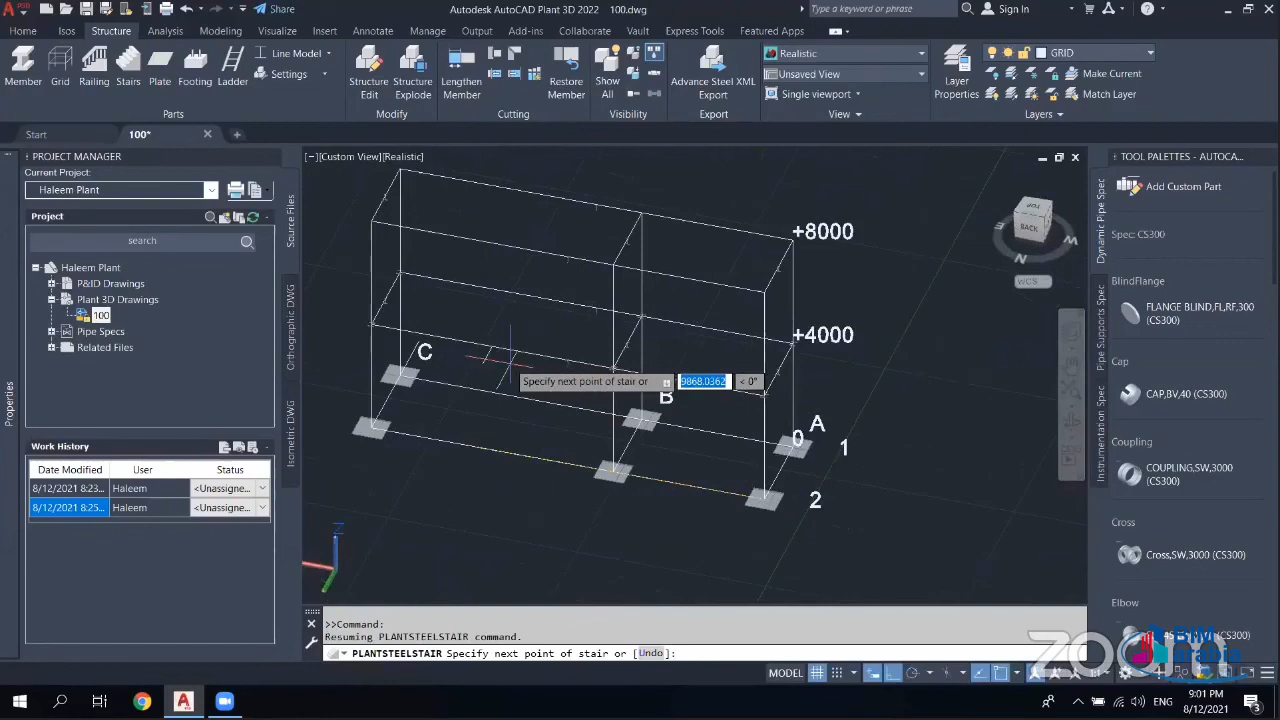 Share
Autodesk AutoCAD Plant 3D 2022 100.dwg
Type a keyword or phrase
Sign In
Home Isos Structure Analysis Modeling Visualize Insert Annotate Manage Output Add-ins Collaborate Vault Express Tools Featured Apps
Member Grid Railing Stairs Plate Footing Ladder
Line Model
Settings
Structure Edit
Structure Explode
Lengthen Member
Restore Member
Show All
Advance Steel XML Export
Realistic
Unsaved View
Single viewport
Layer Properties
GRID
Make Current
Match Layer
Parts Modify Cutting Visibility Export View Layers
Start
100*
PROJECT MANAGER
Current Project:
Haleem Plant
Project
search
Haleem Plant
P&ID Drawings
Plant 3D Drawings
100
Pipe Specs
Related Files
Source Files
Orthographic DWG
Isometric DWG
Properties
Work History
Date Modified User Status
8/12/2021 8:23... Haleem <Unassigne...
8/12/2021 8:25... Haleem <Unassigne...
[−][Custom View][Realistic]
+8000
+4000
C
B
A
0
1
2
Specify next point of stair or
9868.0362
< 0°
Z
TOP
BACK
E
W
N
WCS
TOOL PALETTES - AUTOCA...
Dynamic Pipe Spec
Pipe Supports Spec
Instrumentation Spec
Add Custom Part
Spec: CS300
BlindFlange
FLANGE BLIND,FL,RF,300
(CS300)
Cap
CAP,BV,40 (CS300)
Coupling
COUPLING,SW,3000
(CS300)
Cross
Cross,SW,3000 (CS300)
Elbow
>>Command:
Resuming PLANTSTEELSTAIR command.
PLANTSTEELSTAIR Specify next point of stair or [Undo]:
MODEL
zoom
BIM
arabia
ENG
9:01 PM
8/12/2021
3